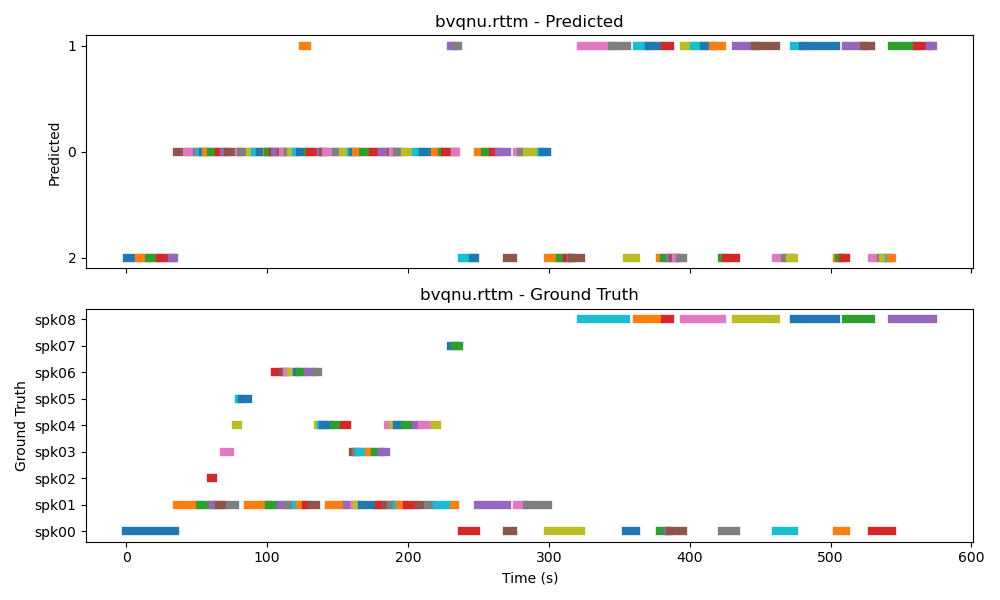 bvqnu.rttm - Predicted
1
0
2
Predicted
bvqnu.rttm - Ground Truth
spk08
spk07
spk06
spk05
spk04
spk03
spk02
spk01
spk00
Ground Truth
0 100 200 300 400 500 600
Time (s)